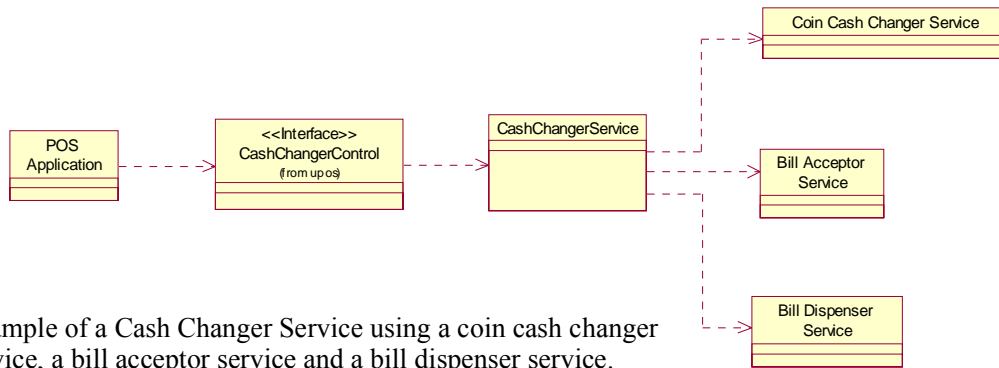 Coin Cash Changer Service
POS
Application
<<Interface>>
CashChangerControl
(from upos)
CashChangerService
Bill Acceptor
Service
Bill Dispenser
Service
ample of a Cash Changer Service using a coin cash changer
vice, a bill acceptor service and a bill dispenser service.